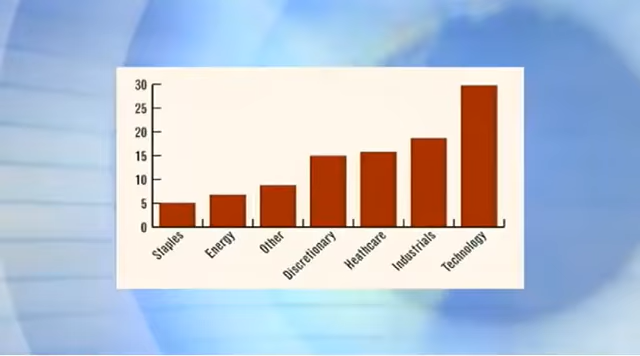 30
25
20
15
10
5
0
Staples
Energy
Other
Discretionary
Heathcare
Industrials
Technology